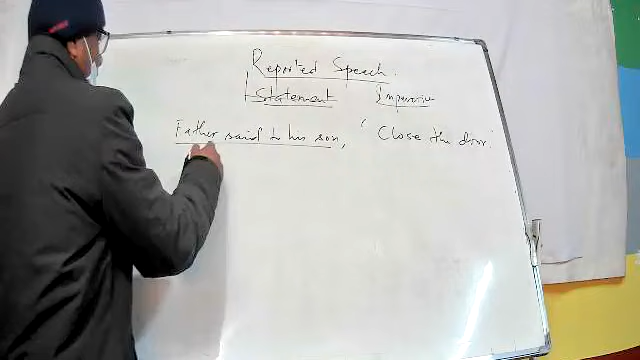 Reported Speech.
Statement Imperative
Father said to his son, ' Close the door.'